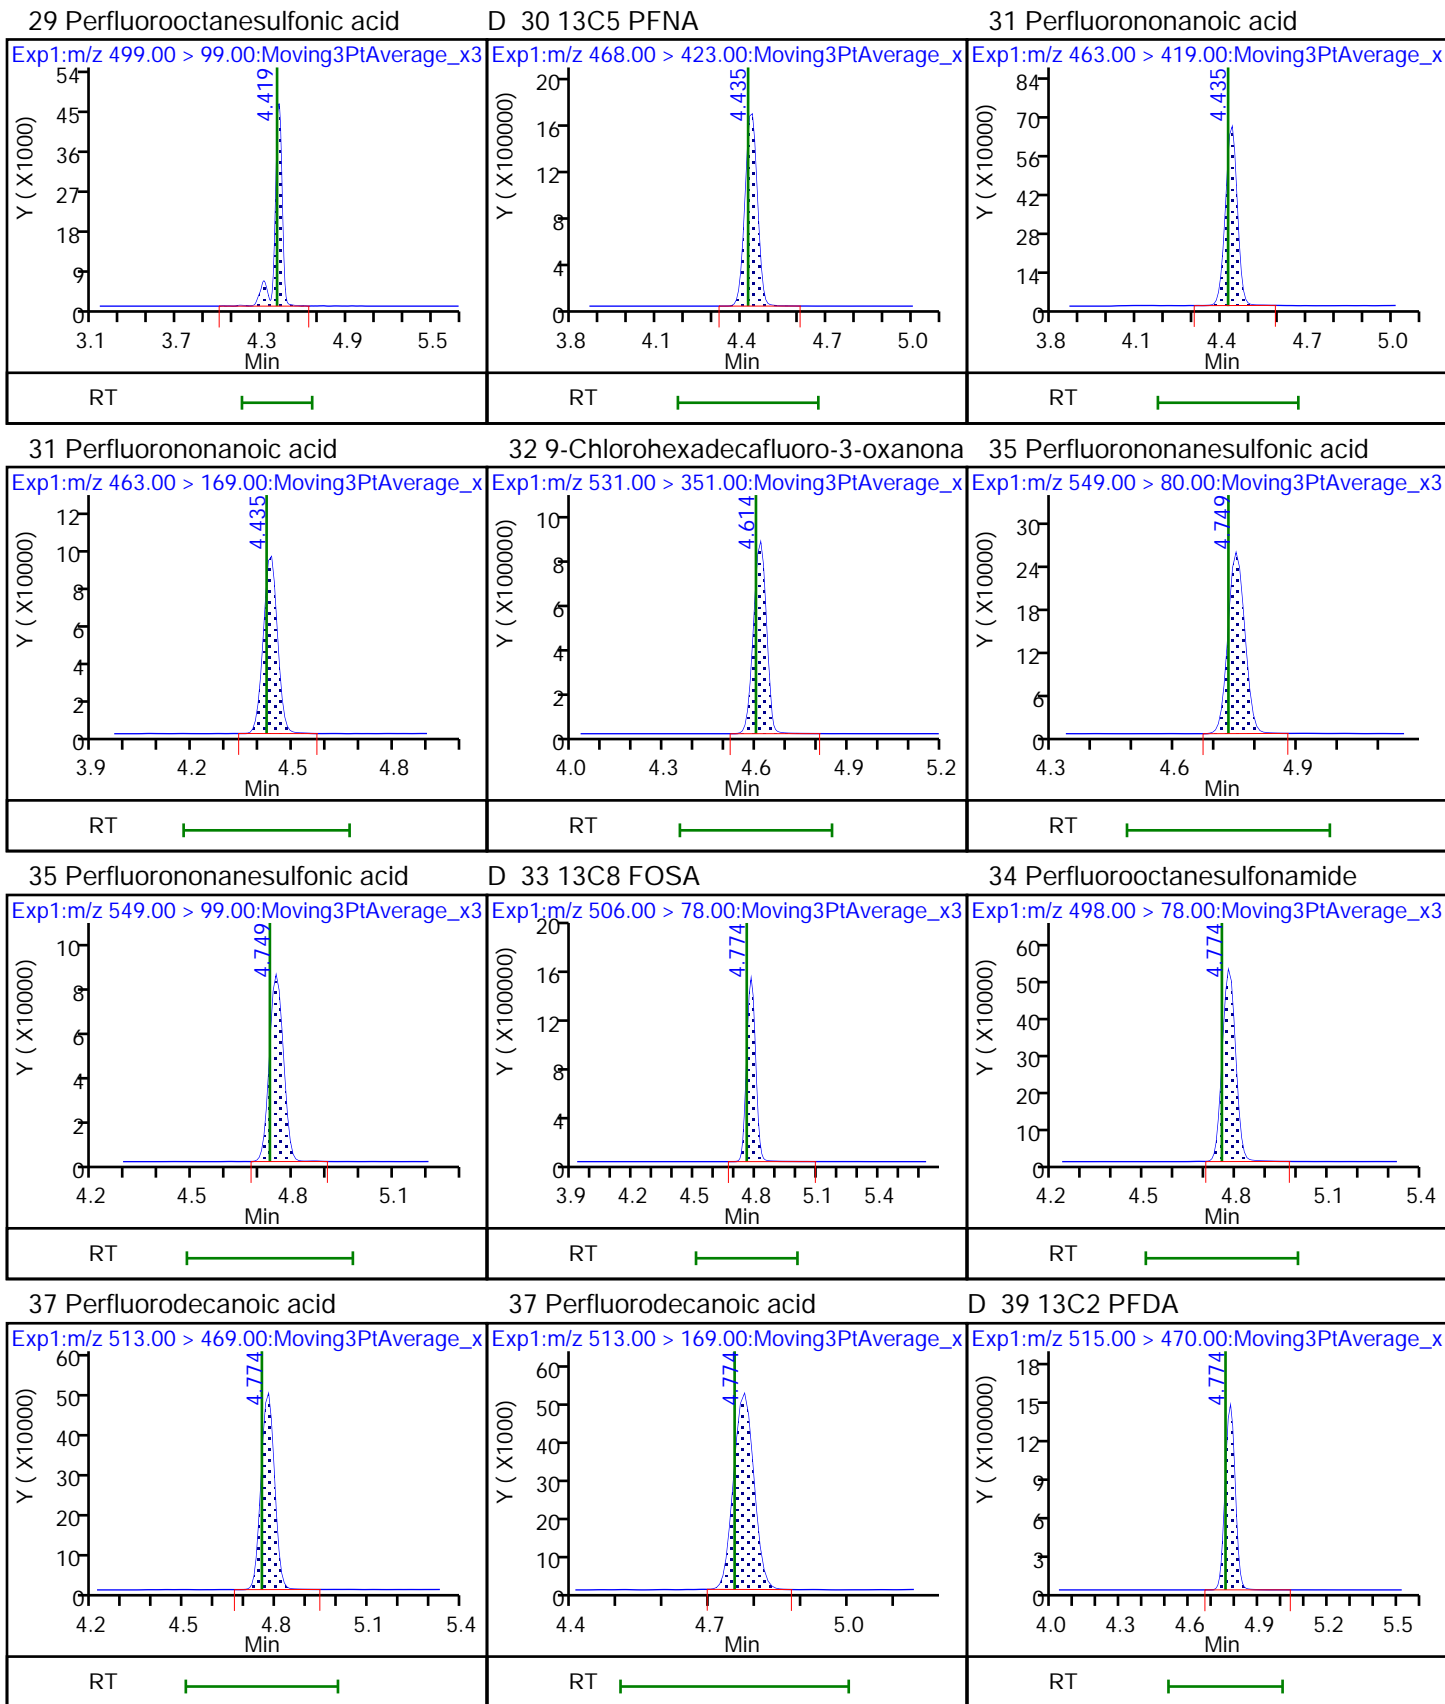 29 Perfluorooctanesulfonic acid
Exp1:m/z 499.00 > 99.00:Moving3PtAverage_x3
4.419
Y ( X10000)
54
45
36
27
18
9
0
3.1 3.7 4.3 4.9 5.5
Min
RT
D 30 13C5 PFNA
Exp1:m/z 468.00 > 423.00:Moving3PtAverage_x
4.435
Y ( X100000)
20
16
12
8
4
0
3.8 4.1 4.4 4.7 5.0
Min
RT
31 Perfluorononanoic acid
Exp1:m/z 463.00 > 419.00:Moving3PtAverage_x
4.435
Y ( X10000)
84
70
56
42
28
14
0
3.8 4.1 4.4 4.7 5.0
Min
RT
31 Perfluorononanoic acid
Exp1:m/z 463.00 > 169.00:Moving3PtAverage_x
4.435
Y ( X10000)
12
10
8
6
4
2
0
3.9 4.2 4.5 4.8
Min
RT
32 9-Chlorohexadecafluoro-3-oxanona
Exp1:m/z 531.00 > 351.00:Moving3PtAverage_x
4.614
Y ( X100000)
10
8
6
4
2
0
4.0 4.3 4.6 4.9 5.2
Min
RT
35 Perfluorononanesulfonic acid
Exp1:m/z 549.00 > 80.00:Moving3PtAverage_x3
4.749
Y ( X10000)
30
24
18
12
6
0
4.3 4.6 4.9
Min
RT
35 Perfluorononanesulfonic acid
Exp1:m/z 549.00 > 99.00:Moving3PtAverage_x3
4.749
Y ( X10000)
10
8
6
4
2
0
4.2 4.5 4.8 5.1
Min
RT
D 33 13C8 FOSA
Exp1:m/z 506.00 > 78.00:Moving3PtAverage_x3
4.774
Y ( X100000)
20
16
12
8
4
0
3.9 4.2 4.5 4.8 5.1 5.4
Min
RT
34 Perfluorooctanesulfonamide
Exp1:m/z 498.00 > 78.00:Moving3PtAverage_x3
4.774
Y ( X10000)
60
50
40
30
20
10
0
4.2 4.5 4.8 5.1 5.4
Min
RT
37 Perfluorodecanoic acid
Exp1:m/z 513.00 > 469.00:Moving3PtAverage_x
4.774
Y ( X10000)
60
50
40
30
20
10
0
4.2 4.5 4.8 5.1 5.4
Min
RT
37 Perfluorodecanoic acid
Exp1:m/z 513.00 > 169.00:Moving3PtAverage_x
4.774
Y ( X1000)
60
50
40
30
20
10
0
4.4 4.7 5.0
Min
RT
D 39 13C2 PFDA
Exp1:m/z 515.00 > 470.00:Moving3PtAverage_x
4.774
Y ( X100000)
18
15
12
9
6
3
0
4.0 4.3 4.6 4.9 5.2 5.5
Min
RT